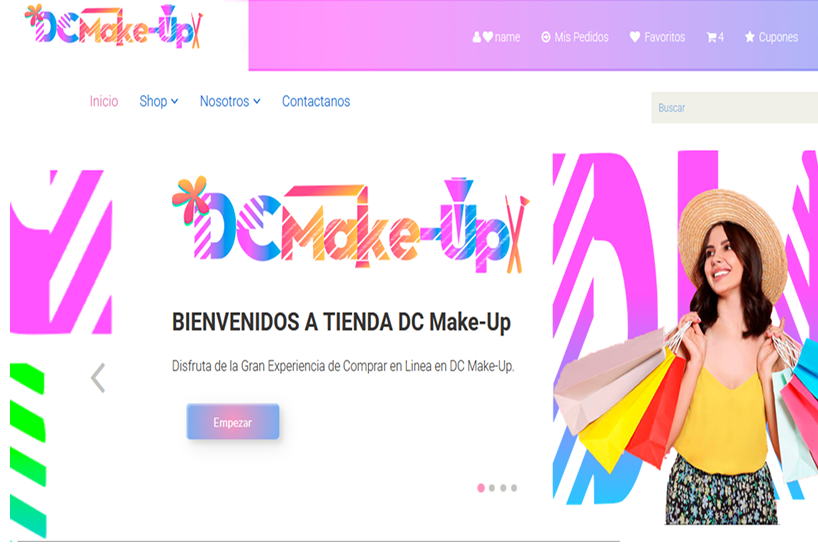 DCMake-Up
name Mis Pedidos Favoritos 4 Cupones
Inicio Shop Nosotros Contactanos
Buscar
DCMake-Up
BIENVENIDOS A TIENDA DC Make-Up
Disfruta de la Gran Experiencia de Comprar en Linea en DC Make-Up.
Empezar